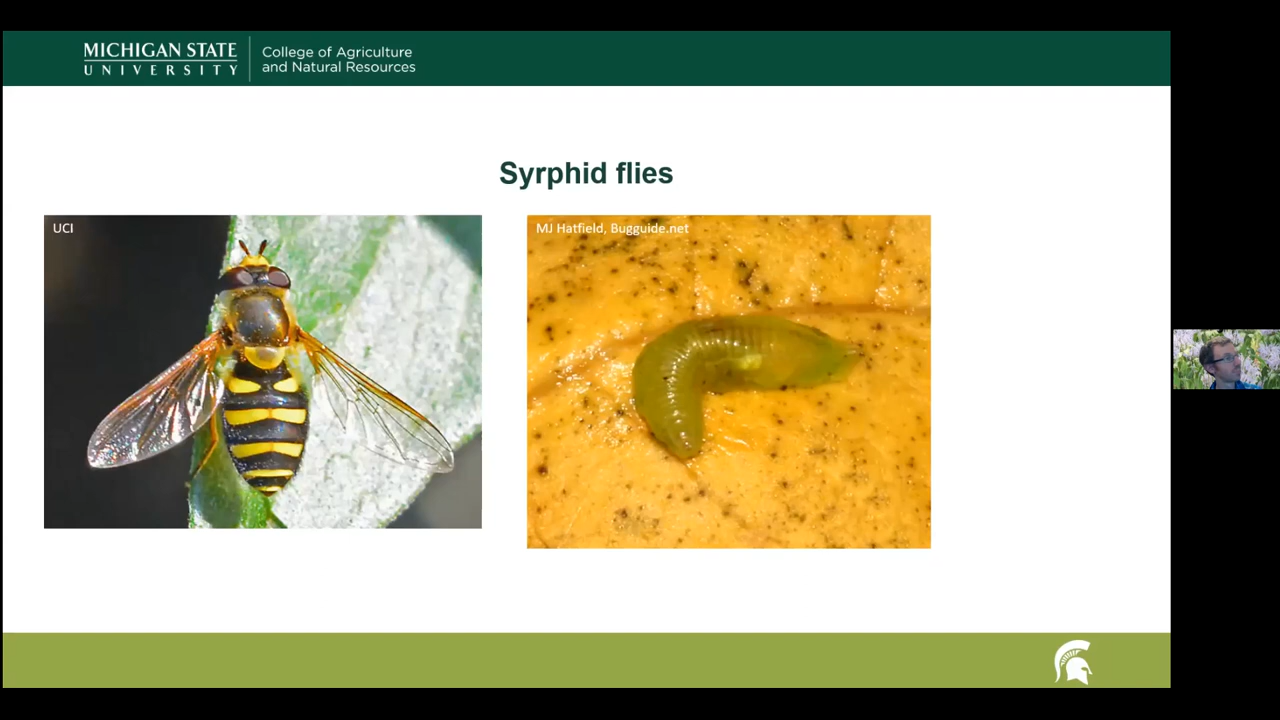 MICHIGAN STATE
UNIVERSITY
College of Agriculture
and Natural Resources
Syrphid flies
UCI
MJ Hatfield, Bugguide.net